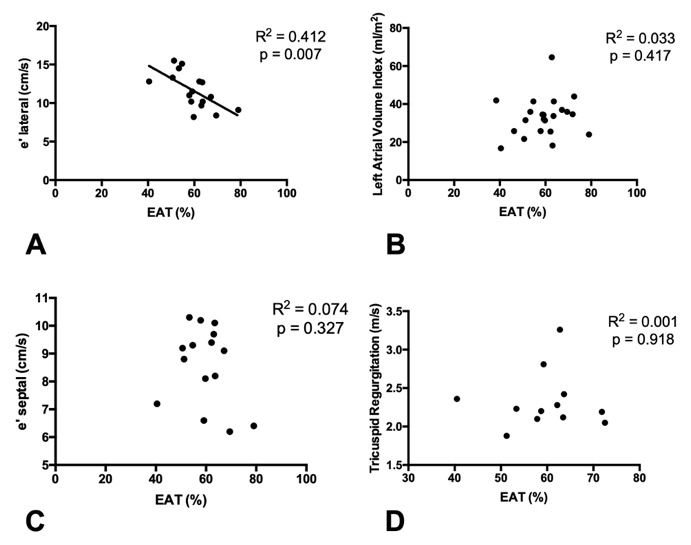 R² = 0.412
p = 0.007
e' lateral (cm/s)
20
15
10
5
0
0 20 40 60 80 100
EAT (%)
A
R² = 0.033
p = 0.417
Left Atrial Volume Index (ml/m²)
80
60
40
20
0
0 20 40 60 80 100
EAT (%)
B
R² = 0.074
p = 0.327
e' septal (cm/s)
11
10
9
8
7
6
5
0 20 40 60 80 100
EAT (%)
C
R² = 0.001
p = 0.918
Tricuspid Regurgitation (m/s)
3.5
3.0
2.5
2.0
1.5
30 40 50 60 70 80
EAT (%)
D